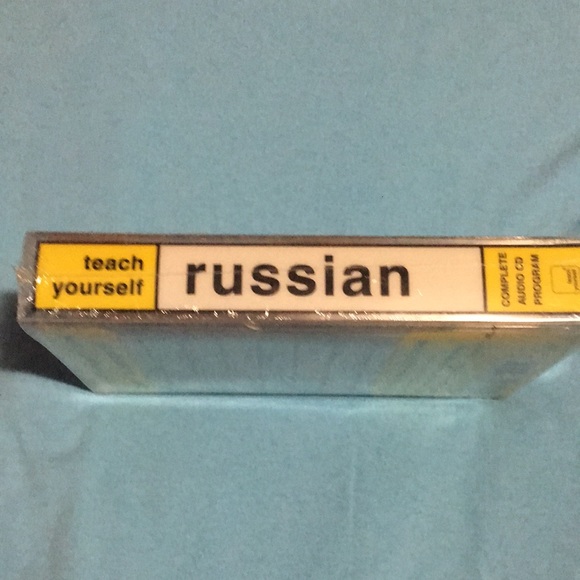 teach
yourself
russian
COMPLETE
AUDIO CD
PROGRAM